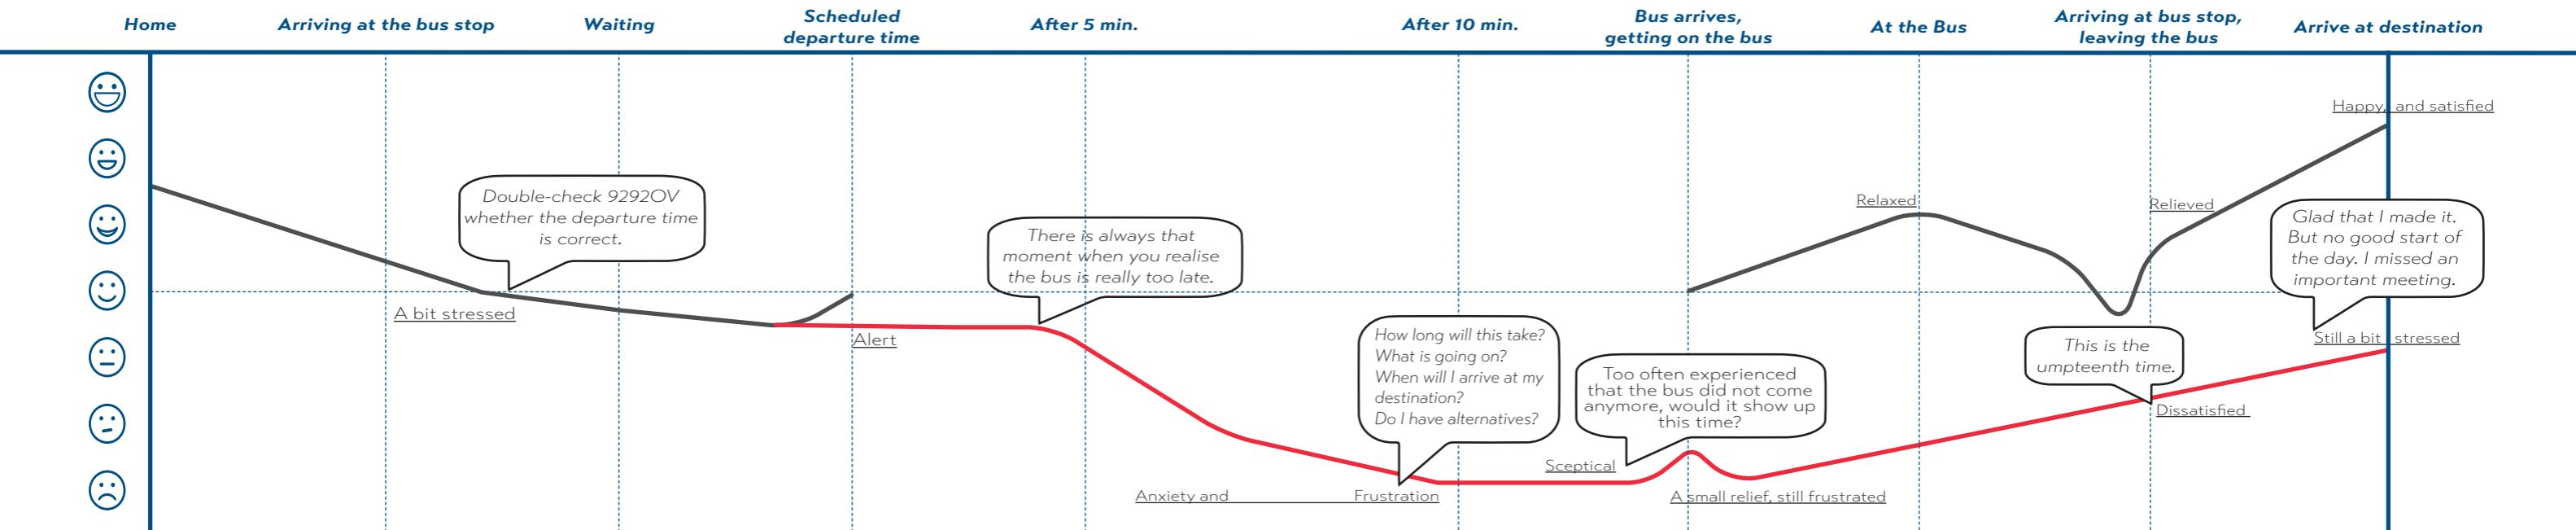 Home
Arriving at the bus stop
Waiting
Scheduled
departure time
After 5 min.
After 10 min.
Bus arrives,
getting on the bus
At the Bus
Arriving at bus stop,
leaving the bus
Arrive at destination
Happy, and satisfied
Double-check 9292OV
whether the departure time
is correct.
A bit stressed
There is always that
moment when you realise
the bus is really too late.
Alert
How long will this take?
What is going on?
When will I arrive at my
destination?
Do I have alternatives?
Anxiety and Frustration
Too often experienced
that the bus did not come
anymore, would it show up
this time?
Sceptical
A small relief, still frustrated
Relaxed
Relieved
This is the
umpteenth time.
Dissatisfied
Glad that I made it.
But no good start of
the day. I missed an
important meeting.
Still a bit stressed